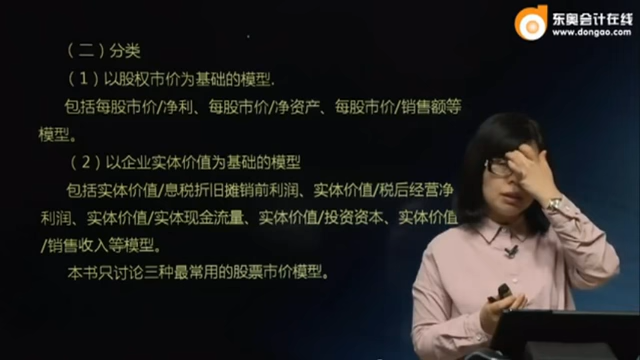 东奥会计在线
www.dongao.com
（二）分类
（1）以股权市价为基础的模型.
包括每股市价/净利、每股市价/净资产、每股市价/销售额等
模型。
（2）以企业实体价值为基础的模型
包括实体价值/息税折旧摊销前利润、实体价值/税后经营净
利润、实体价值/实体现金流量、实体价值/投资资本、实体价值
/销售收入等模型。
本书只讨论三种最常用的股票市价模型。